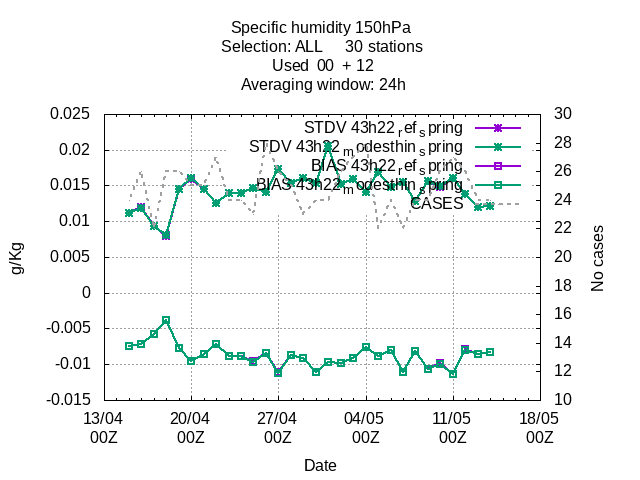 Specific humidity 150hPa
Selection: ALL 30 stations
Used 00 + 12
Averaging window: 24h
STDV 43h22_ref_spring
STDV 43h22_modesthin_spring
BIAS 43h22_ref_spring
BIAS 43h22_modesthin_spring
CASES
0.025
0.02
0.015
0.01
0.005
0
-0.005
-0.01
-0.015
g/Kg
30
28
26
24
22
20
18
16
14
12
10
No cases
13/04 20/04 27/04 04/05 11/05 18/05
00Z 00Z 00Z 00Z 00Z 00Z
Date